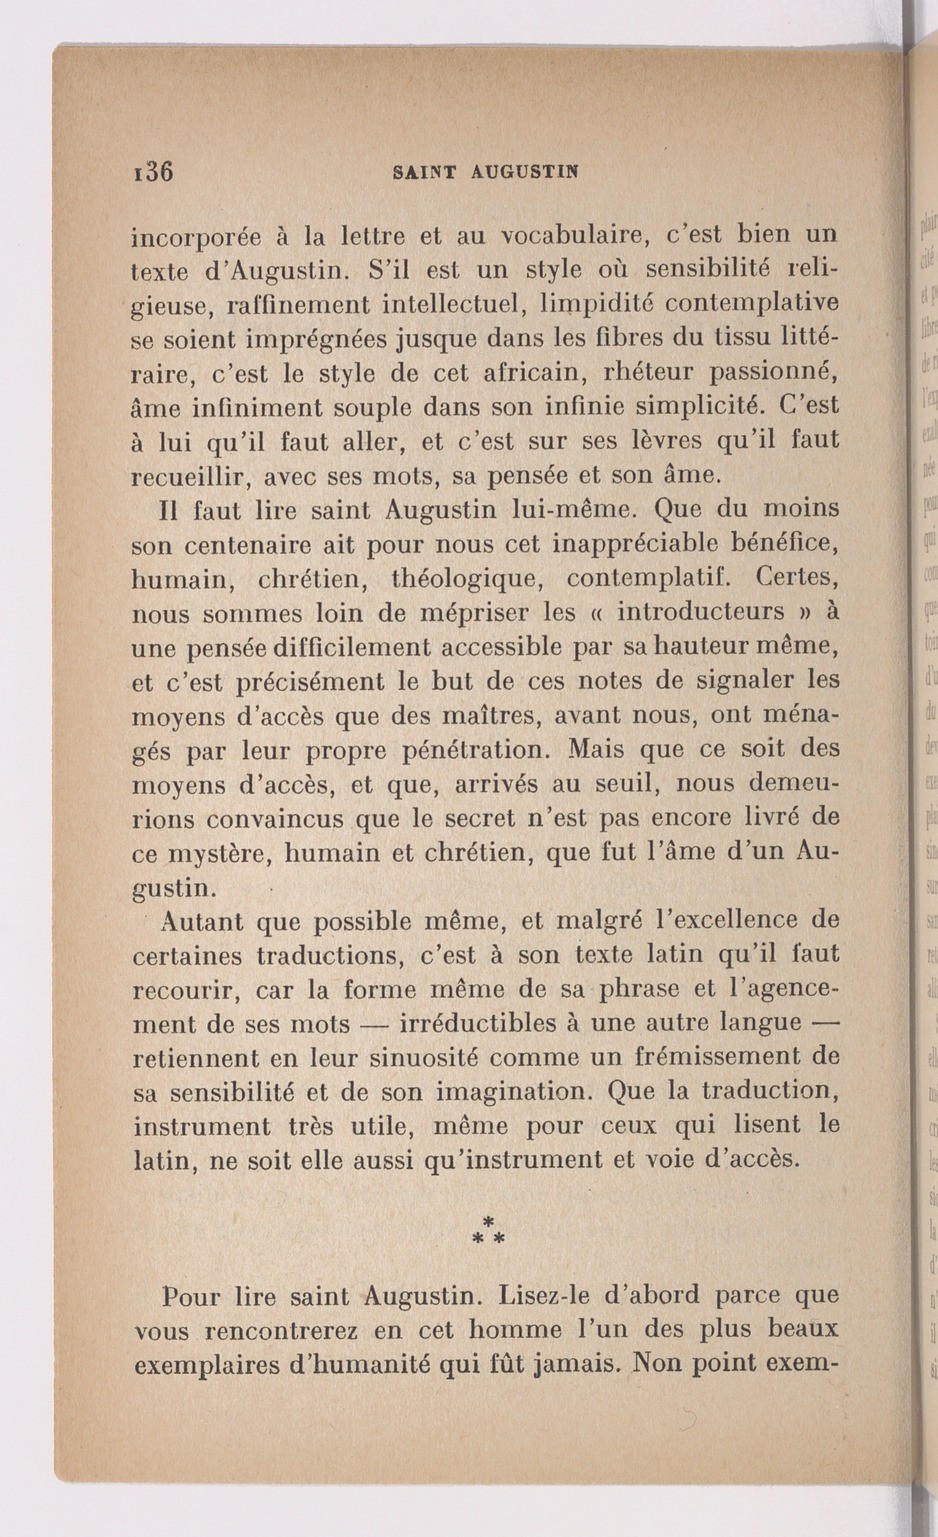 136 SAINT AUGUSTIN
incorporée à la lettre et au vocabulaire, c'est bien un
texte d'Augustin. S'il est un style où sensibilité reli-
gieuse, raffinement intellectuel, limpidité contemplative
se soient imprégnées jusque dans les fibres du tissu litté-
raire, c'est le style de cet africain, rhéteur passionné,
âme infiniment souple dans son infinie simplicité. C'est
à lui qu'il faut aller, et c'est sur ses lèvres qu'il faut
recueillir, avec ses mots, sa pensée et son âme.
Il faut lire saint Augustin lui-même. Que du moins
son centenaire ait pour nous cet inappréciable bénéfice,
humain, chrétien, théologique, contemplatif. Certes,
nous sommes loin de mépriser les « introducteurs » à
une pensée difficilement accessible par sa hauteur même,
et c'est précisément le but de ces notes de signaler les
moyens d'accès que des maîtres, avant nous, ont ména-
gés par leur propre pénétration. Mais que ce soit des
moyens d'accès, et que, arrivés au seuil, nous demeu-
rions convaincus que le secret n'est pas encore livré de
ce mystère, humain et chrétien, que fut l'âme d'un Au-
gustin.
Autant que possible même, et malgré l'excellence de
certaines traductions, c'est à son texte latin qu'il faut
recourir, car la forme même de sa phrase et l'agence-
ment de ses mots — irréductibles à une autre langue —
retiennent en leur sinuosité comme un frémissement de
sa sensibilité et de son imagination. Que la traduction,
instrument très utile, même pour ceux qui lisent le
latin, ne soit elle aussi qu'instrument et voie d'accès.
*
* *
Pour lire saint Augustin. Lisez-le d'abord parce que
vous rencontrerez en cet homme l'un des plus beaux
exemplaires d'humanité qui fût jamais. Non point exem-